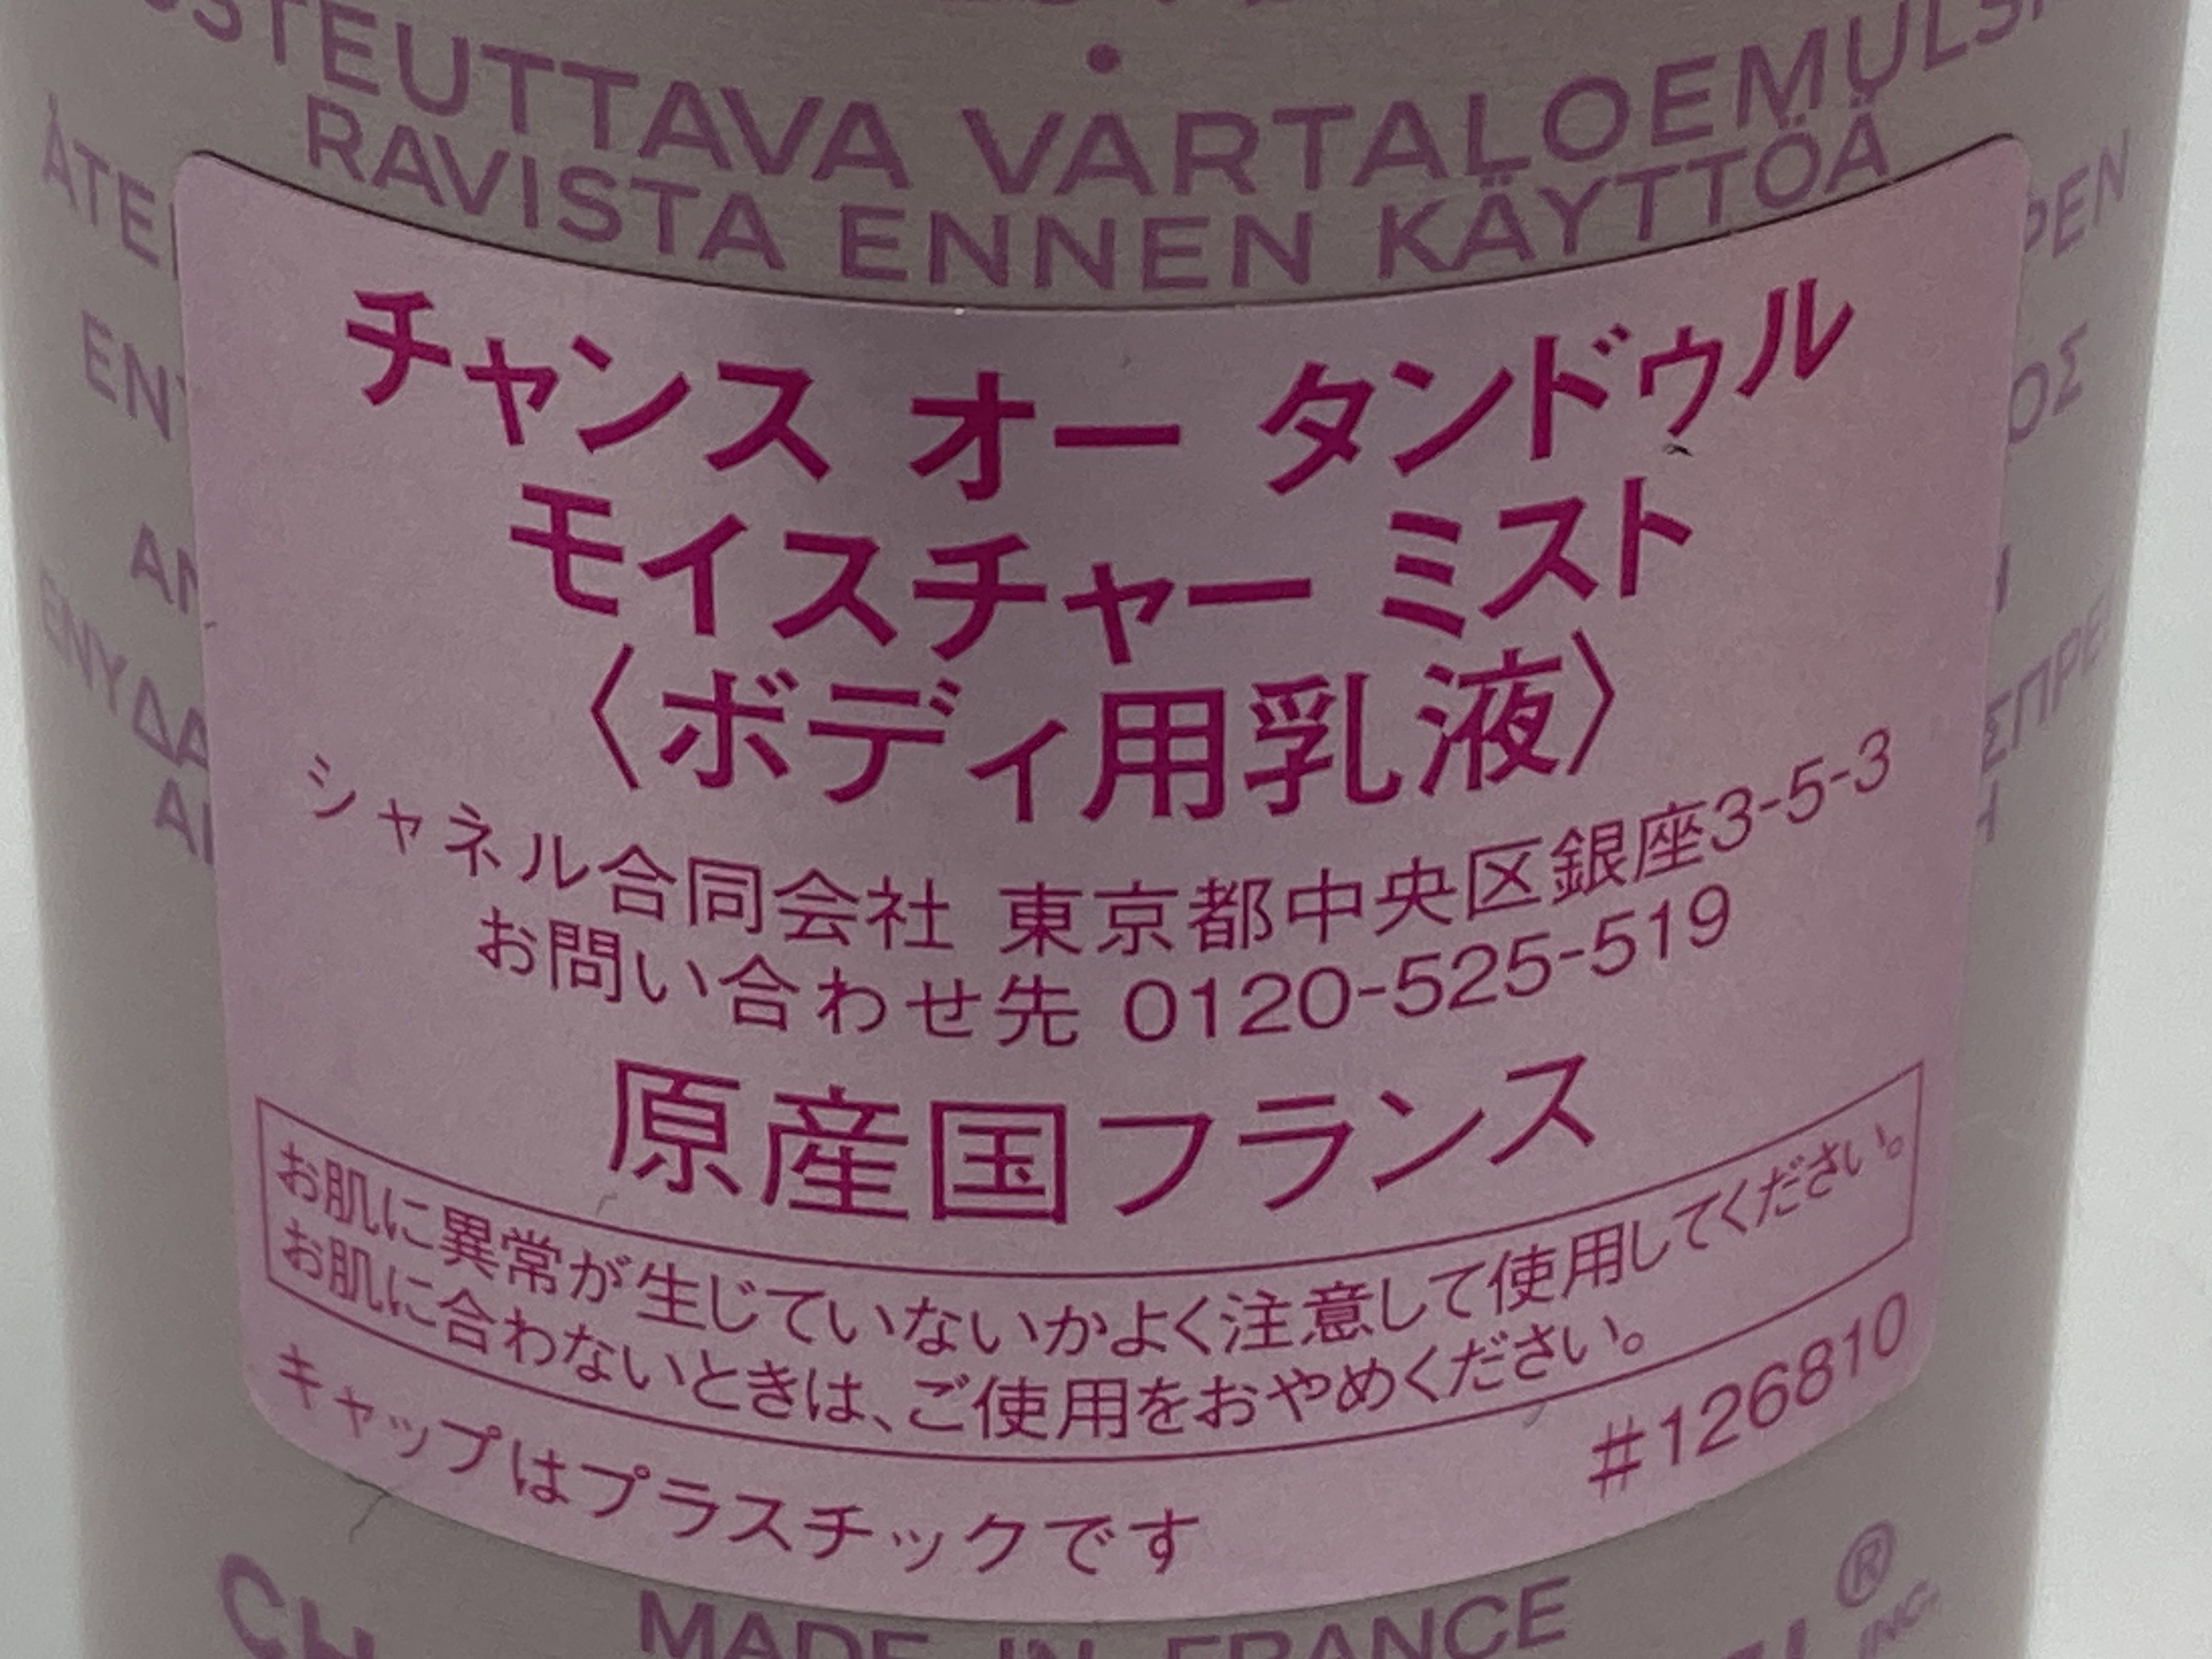 VARTALOEMULSI
RAVISTA ENNEN KÄYTTÖÄ
チャンス オー タンドゥル
モイスチャー ミスト
〈ボディ用乳液〉
シャネル合同会社 東京都中央区銀座3-5-3
お問い合わせ先 0120-525-519
原産国フランス
お肌に異常が生じていないかよく注意して使用してください。
お肌に合わないときは、ご使用をおやめください。
キャップはプラスチックです
#126810
MADE IN FRANCE
®
INC.